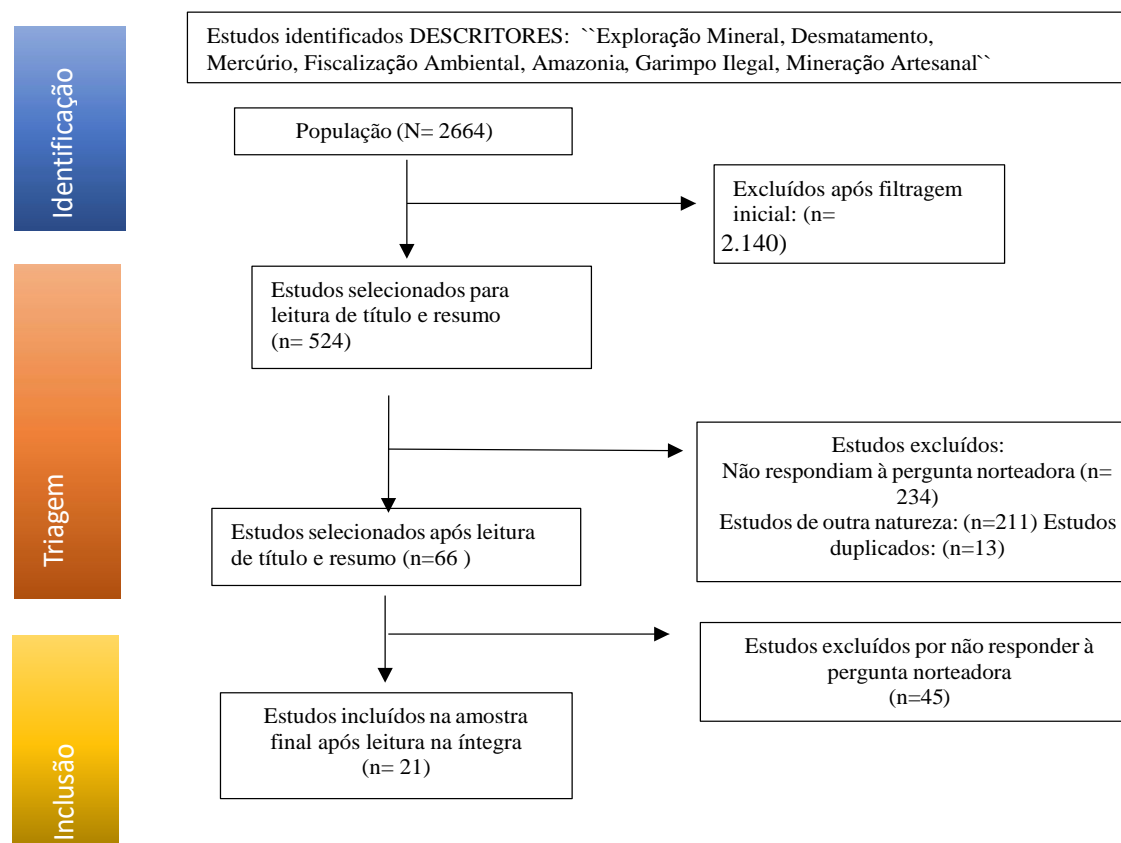 Identificação
Estudos identificados DESCRITORES: ``Exploração Mineral, Desmatamento,
Mercúrio, Fiscalização Ambiental, Amazonia, Garimpo Ilegal, Mineração Artesanal``
População (N= 2664)
Excluídos após filtragem
inicial: (n=
2.140)
Triagem
Estudos selecionados para
leitura de título e resumo
(n= 524)
Estudos excluídos:
Não respondiam à pergunta norteadora (n=
234)
Estudos de outra natureza: (n=211) Estudos
duplicados: (n=13)
Estudos selecionados após leitura
de título e resumo (n=66 )
Inclusão
Estudos excluídos por não responder à
pergunta norteadora
(n=45)
Estudos incluídos na amostra
final após leitura na íntegra
(n= 21)